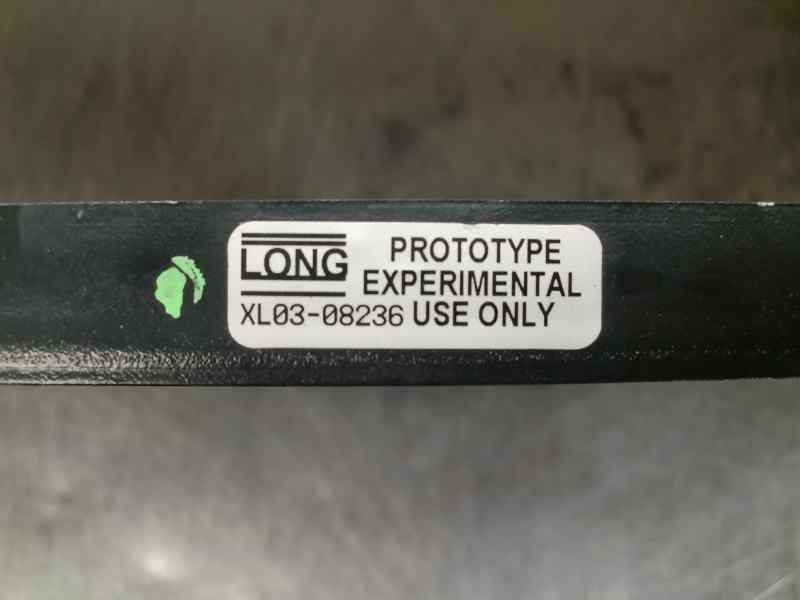 LONG
XL03-08236
PROTOTYPE
EXPERIMENTAL
USE ONLY